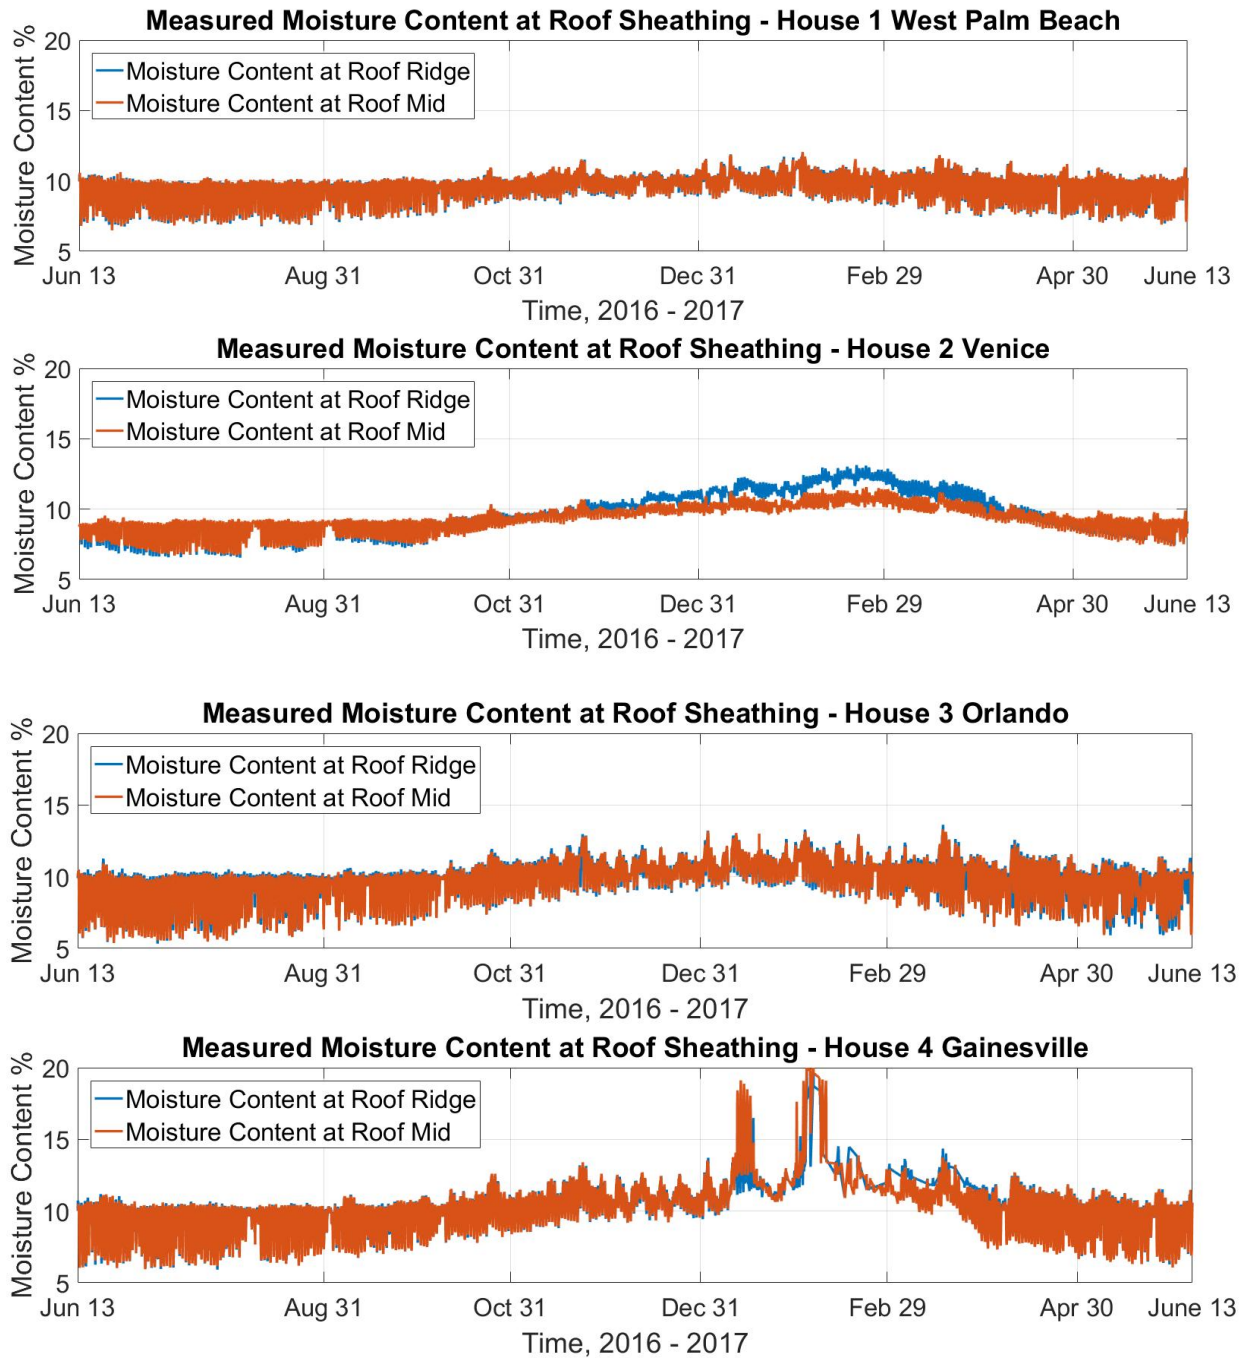 Measured Moisture Content at Roof Sheathing - House 1 West Palm Beach
Moisture Content %
20
15
10
5
Moisture Content at Roof Ridge
Moisture Content at Roof Mid
Jun 13 Aug 31 Oct 31 Dec 31 Feb 29 Apr 30 June 13
Time, 2016 - 2017
Measured Moisture Content at Roof Sheathing - House 2 Venice
Moisture Content %
20
15
10
5
Moisture Content at Roof Ridge
Moisture Content at Roof Mid
Jun 13 Aug 31 Oct 31 Dec 31 Feb 29 Apr 30 June 13
Time, 2016 - 2017
Measured Moisture Content at Roof Sheathing - House 3 Orlando
Moisture Content %
20
15
10
5
Moisture Content at Roof Ridge
Moisture Content at Roof Mid
Jun 13 Aug 31 Oct 31 Dec 31 Feb 29 Apr 30 June 13
Time, 2016 - 2017
Measured Moisture Content at Roof Sheathing - House 4 Gainesville
Moisture Content %
20
15
10
5
Moisture Content at Roof Ridge
Moisture Content at Roof Mid
Jun 13 Aug 31 Oct 31 Dec 31 Feb 29 Apr 30 June 13
Time, 2016 - 2017